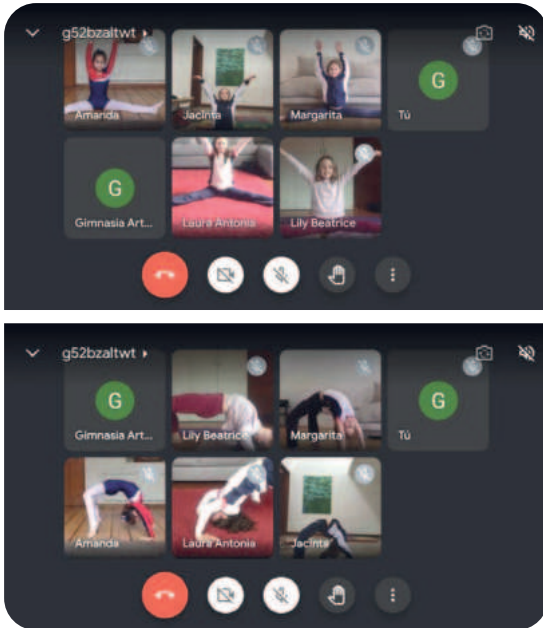 g52bzaltwt
Amanda
Jacinta
Margarita
G
Tú
G
Gimnasia Art...
Laura Antonia
Lily Beatrice
g52bzaltwt
G
Gimnasia Art...
Lily Beatrice
Margarita
G
Tú
Amanda
Laura Antonia
Jacinta